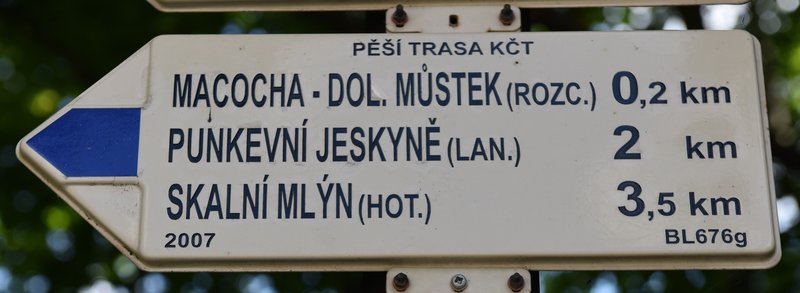 PĚŠÍ TRASA KČT
MACOCHA - DOL. MŮSTEK (ROZC.) 0,2 km
PUNKEVNÍ JESKYNĚ (LAN.) 2 km
SKALNÍ MLÝN (HOT.) 3,5 km
2007 BL676g